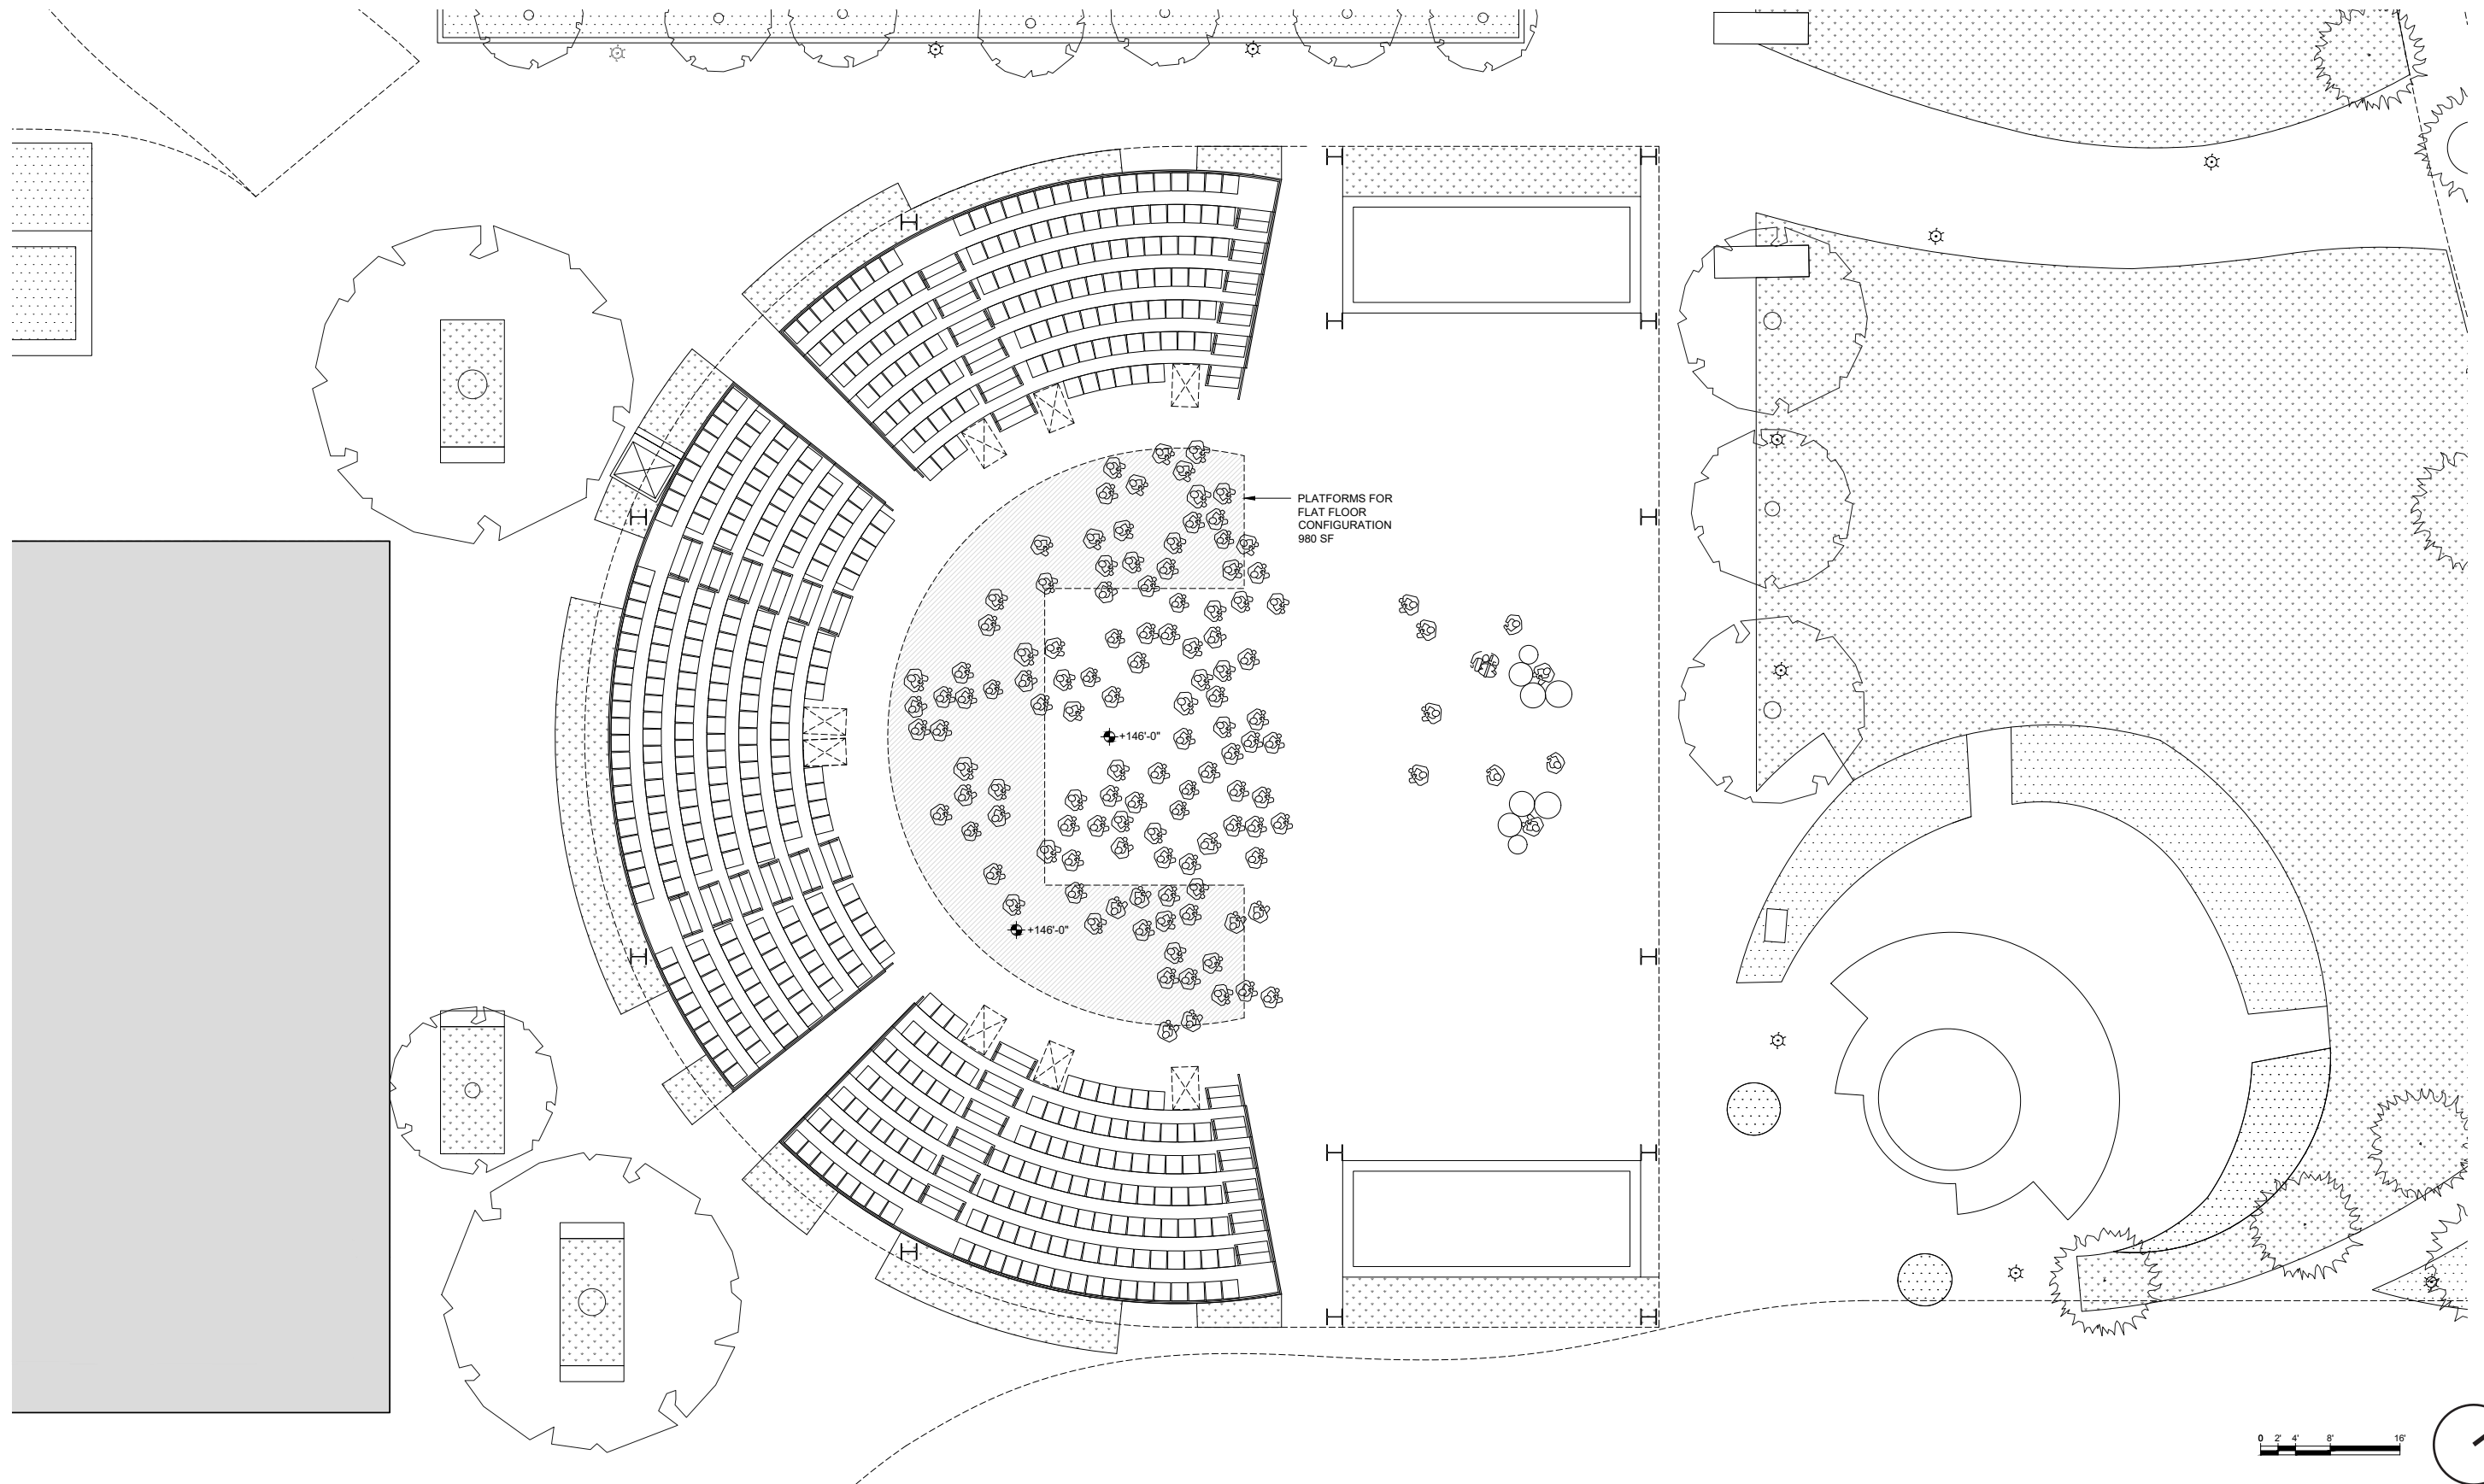 PLATFORMS FOR
FLAT FLOOR
CONFIGURATION
980 SF
+146'-0"
+146'-0"
0 2' 4' 8' 16'